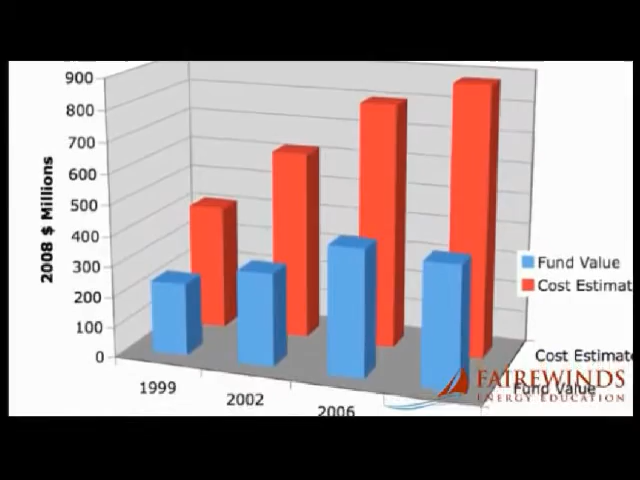 900
800
700
600
500
400
300
200
100
0
2008 $ Millions
1999
2002
2006
Fund Value
Cost Estimat
Cost Estimate
Fund Value
FAIREWINDS
ENERGY EDUCATION